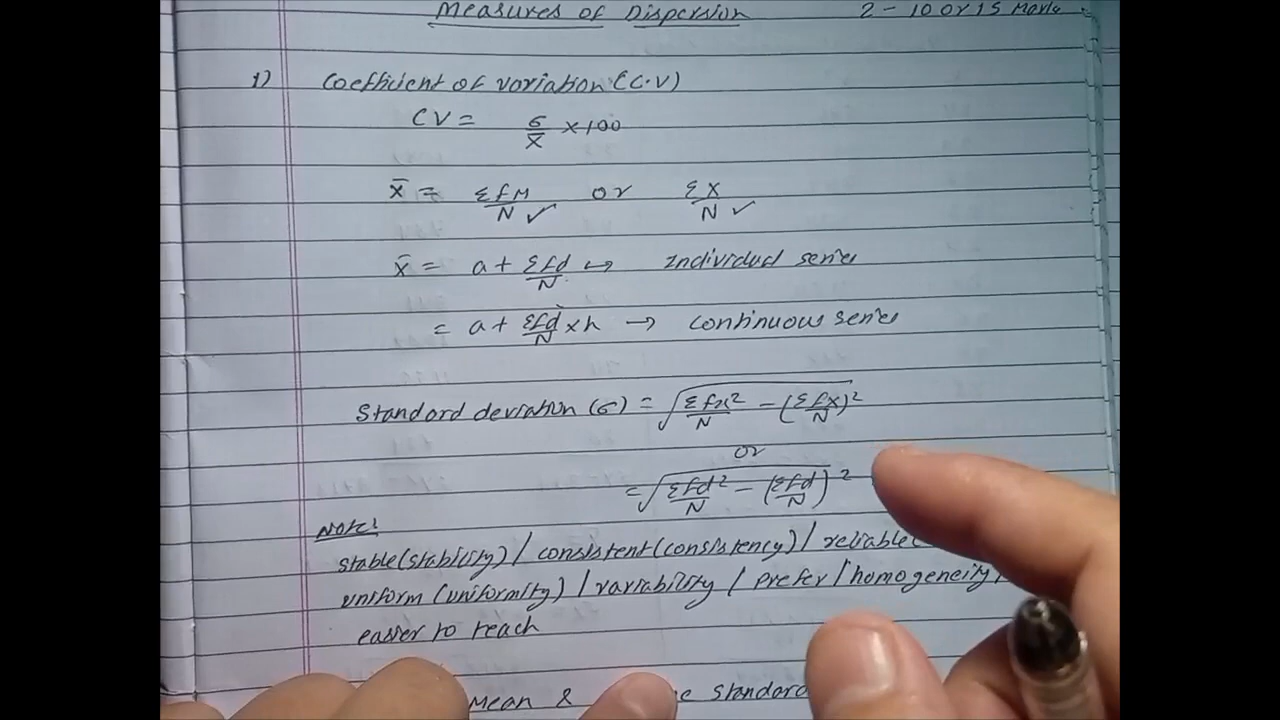 Measures of Dispersion 2 - 10 or 15 Marks
1) Coefficient of variation (C.V)
CV = σ/X × 100
x̄ = ΣfM/N ✓ or ΣX/N ✓
x̄ = a + Σfd/N ↦ Individual series
= a + Σfd'/N × h → continuous series
Standard deviation (σ) = √(Σfx²/N − (Σfx/N)²)
or
= √(Σfd²/N − (Σfd/N)²)
Note:
stable(stability) / consistent(consistency) / reliable(
uniform (uniformity) / variability / prefer / homogeneity /
easier to reach
Mean & standard